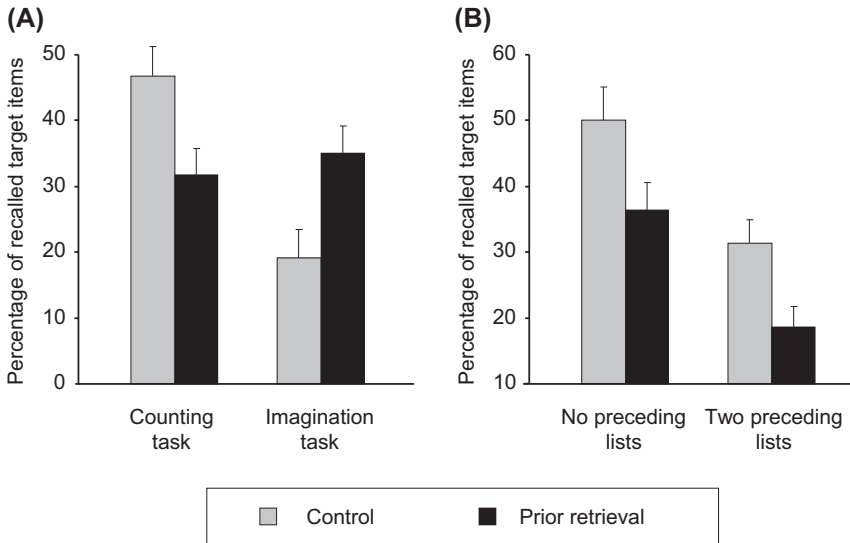 (A)
Percentage of recalled target items
50
40
30
20
10
0
Counting
task
Imagination
task
(B)
Percentage of recalled target items
60
50
40
30
20
10
No preceding
lists
Two preceding
lists
Control
Prior retrieval